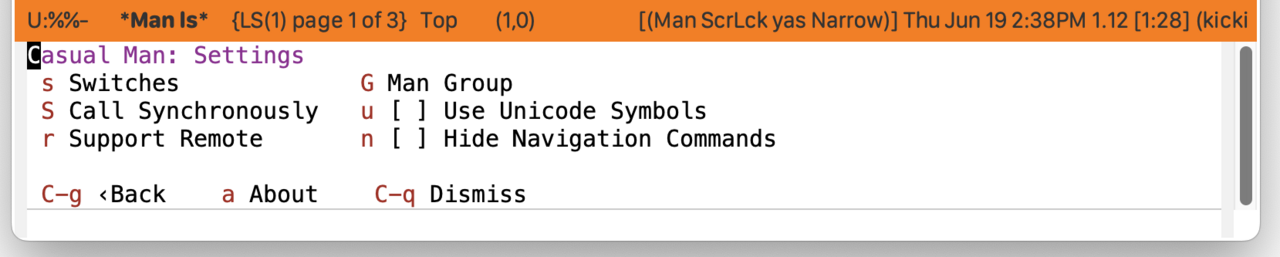 U:%%- *Man ls* {LS(1) page 1 of 3} Top (1,0) [(Man ScrLck yas Narrow)] Thu Jun 19 2:38PM 1.12 [1:28] (kicki
Casual Man: Settings
s Switches G Man Group
S Call Synchronously u [ ] Use Unicode Symbols
r Support Remote n [ ] Hide Navigation Commands
C-g ‹Back a About C-q Dismiss